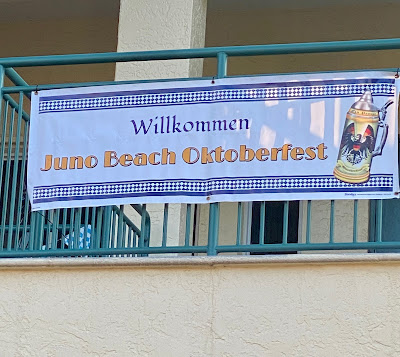 Willkommen
Juno Beach Oktoberfest